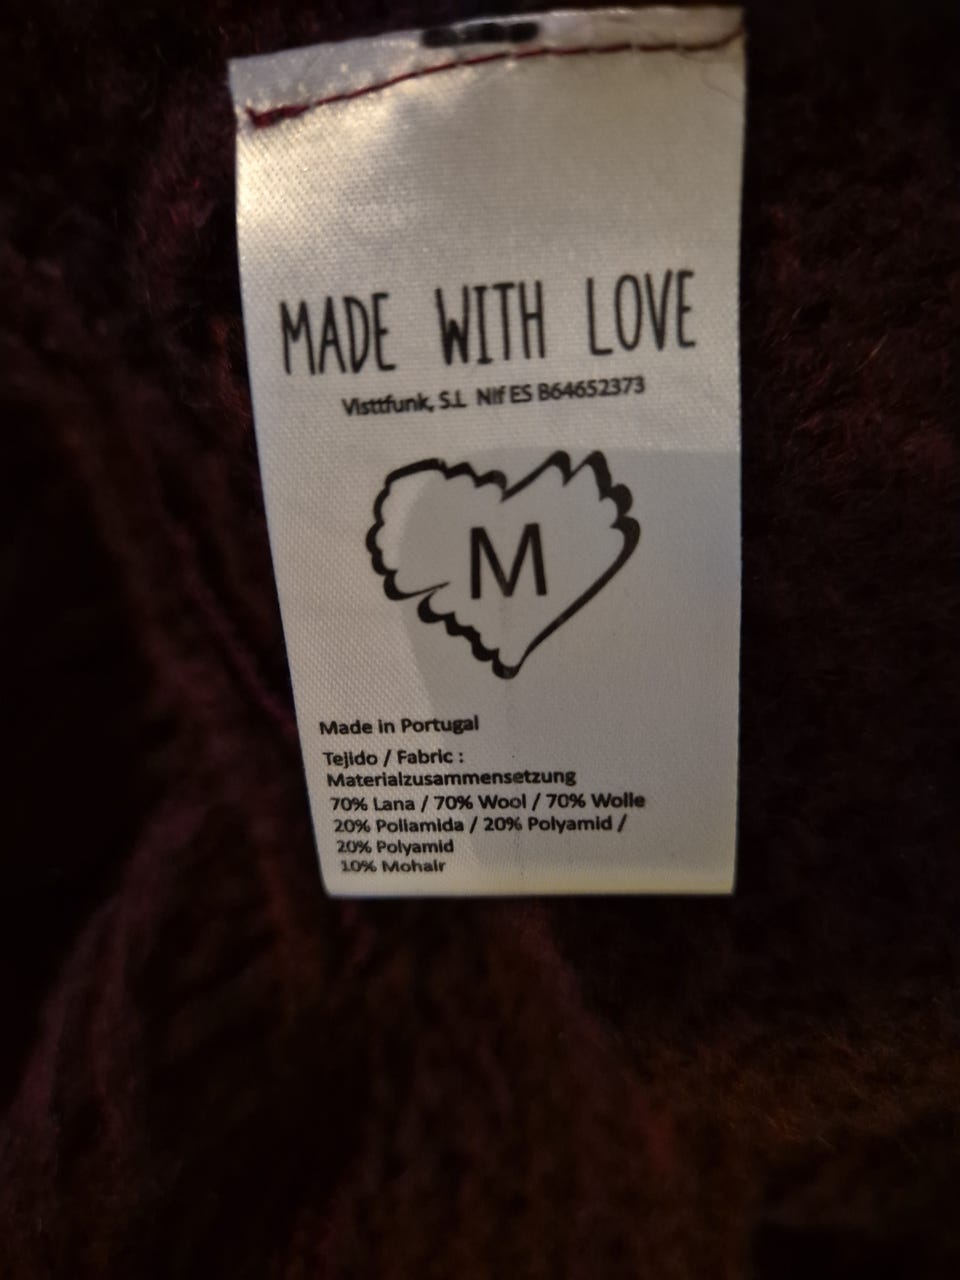 MADE WITH LOVE
Visttfunk, S.L Nif ES B64652373
M
Made in Portugal
Tejido / Fabric :
Materialzusammensetzung
70% Lana / 70% Wool / 70% Wolle
20% Poliamida / 20% Polyamid /
20% Polyamid
10% Mohair